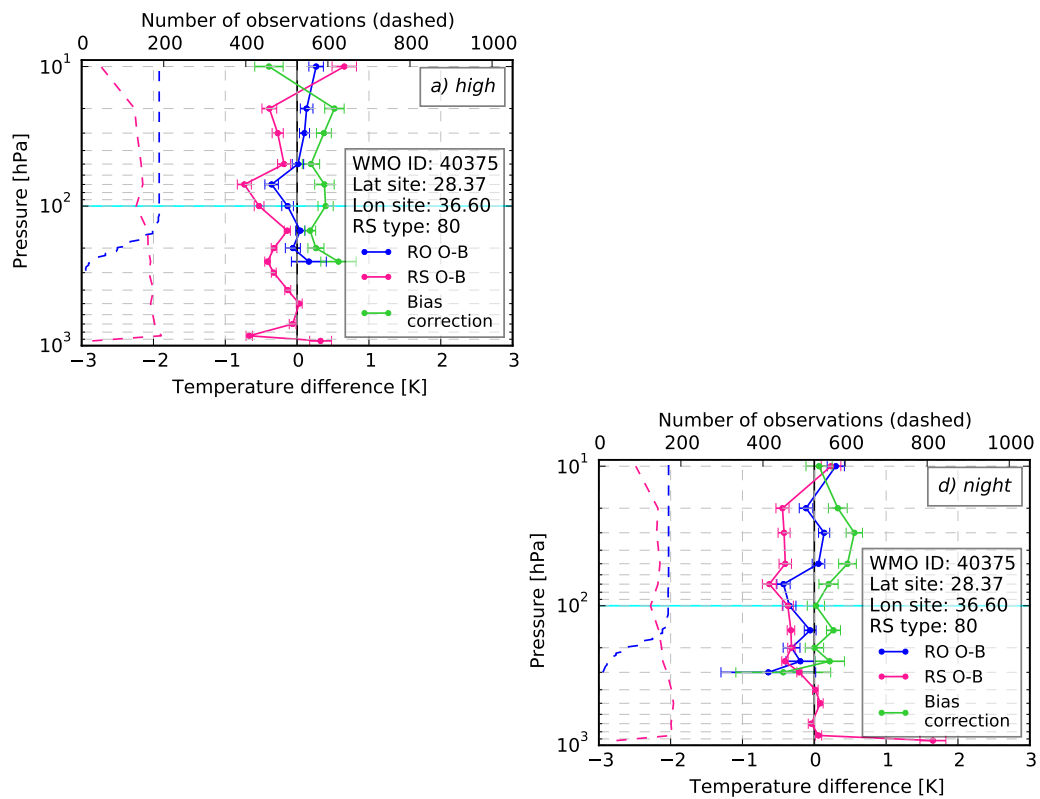 Number of observations (dashed)
0 200 400 600 800 1000
a) high
10¹
10²
10³
Pressure [hPa]
WMO ID: 40375
Lat site: 28.37
Lon site: 36.60
RS type: 80
RO O-B
RS O-B
Bias
correction
−3 −2 −1 0 1 2 3
Temperature difference [K]
Number of observations (dashed)
0 200 400 600 800 1000
d) night
10¹
10²
10³
Pressure [hPa]
WMO ID: 40375
Lat site: 28.37
Lon site: 36.60
RS type: 80
RO O-B
RS O-B
Bias
correction
−3 −2 −1 0 1 2 3
Temperature difference [K]